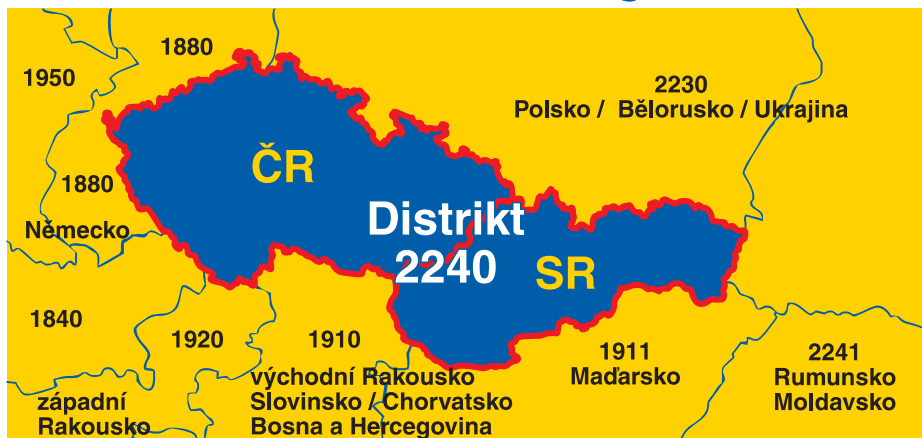 1880
1950
2230
Polsko / Bělorusko / Ukrajina
ČR
1880
Německo
Distrikt
2240
SR
1840
1920
1910
východní Rakousko
Slovinsko / Chorvatsko
Bosna a Hercegovina
1911
Maďarsko
2241
Rumunsko
Moldavsko
západní
Rakousko